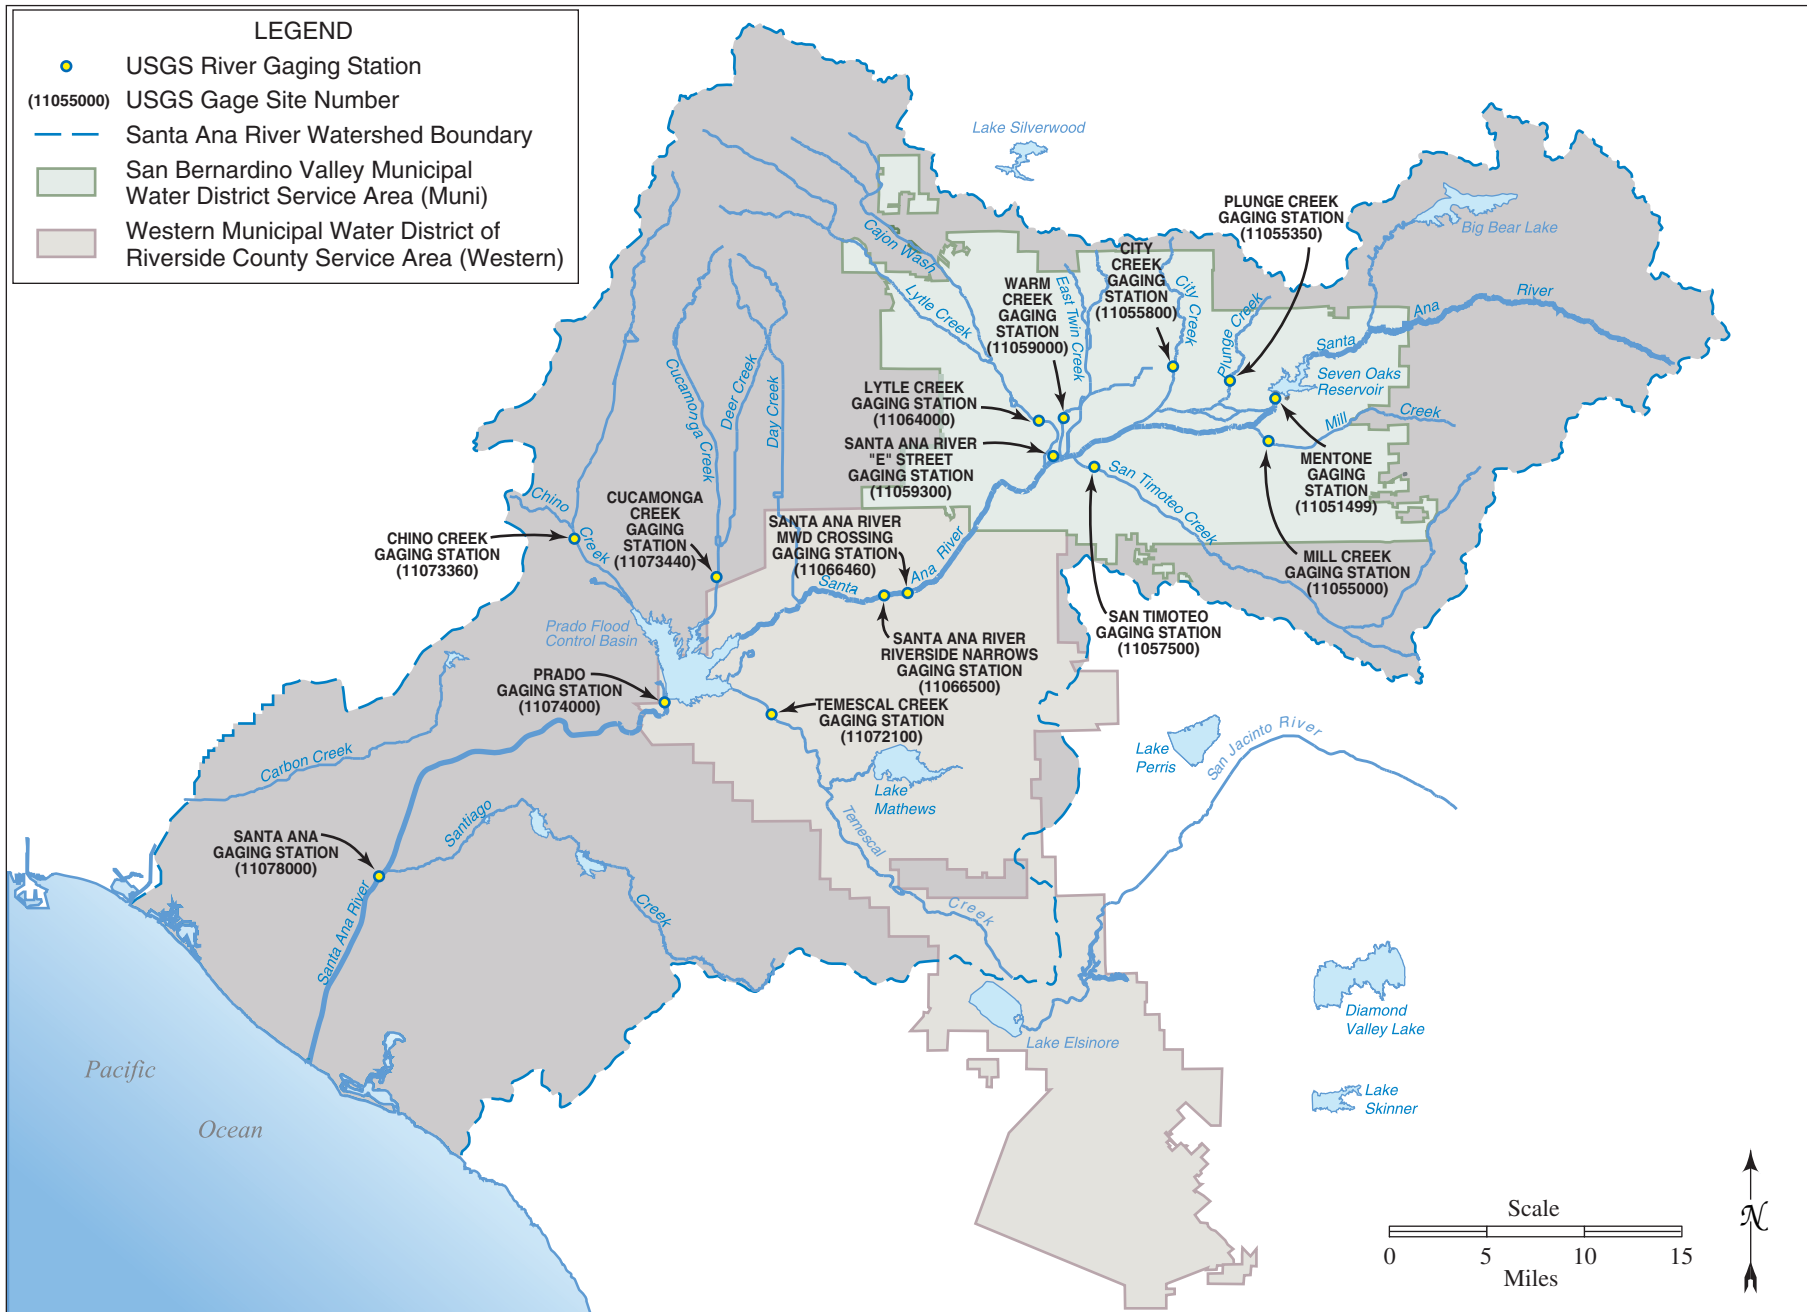 LEGEND
USGS River Gaging Station
(11055000) USGS Gage Site Number
Santa Ana River Watershed Boundary
San Bernardino Valley Municipal
Water District Service Area (Muni)
Western Municipal Water District of
Riverside County Service Area (Western)
Lake Silverwood
PLUNGE CREEK
GAGING STATION
(11055350)
Big Bear Lake
CITY
CREEK
GAGING
STATION
(11055800)
WARM
CREEK
GAGING
STATION
(11059000)
Cajon Wash
Lytle Creek
East Twin Creek
City Creek
Plunge Creek
Santa Ana River
Seven Oaks
Reservoir
Mill Creek
LYTLE CREEK
GAGING STATION
(11064000)
SANTA ANA RIVER
"E" STREET
GAGING STATION
(11059300)
Cucamonga Creek
Deer Creek
Day Creek
MENTONE
GAGING
STATION
(11051499)
San Timoteo Creek
Chino Creek
CUCAMONGA
CREEK
GAGING
STATION
(11073440)
SANTA ANA RIVER
MWD CROSSING
GAGING STATION
(11066460)
CHINO CREEK
GAGING STATION
(11073360)
MILL CREEK
GAGING STATION
(11055000)
Santa Ana River
SAN TIMOTEO
GAGING STATION
(11057500)
Prado Flood
Control Basin
SANTA ANA RIVER
RIVERSIDE NARROWS
GAGING STATION
(11066500)
PRADO
GAGING STATION
(11074000)
TEMESCAL CREEK
GAGING STATION
(11072100)
Carbon Creek
Lake
Perris
San Jacinto River
Lake
Mathews
Temescal Creek
SANTA ANA
GAGING STATION
(11078000)
Santiago Creek
Santa Ana River
Diamond
Valley Lake
Lake Elsinore
Lake
Skinner
Pacific
Ocean
N
Scale
0 5 10 15
Miles